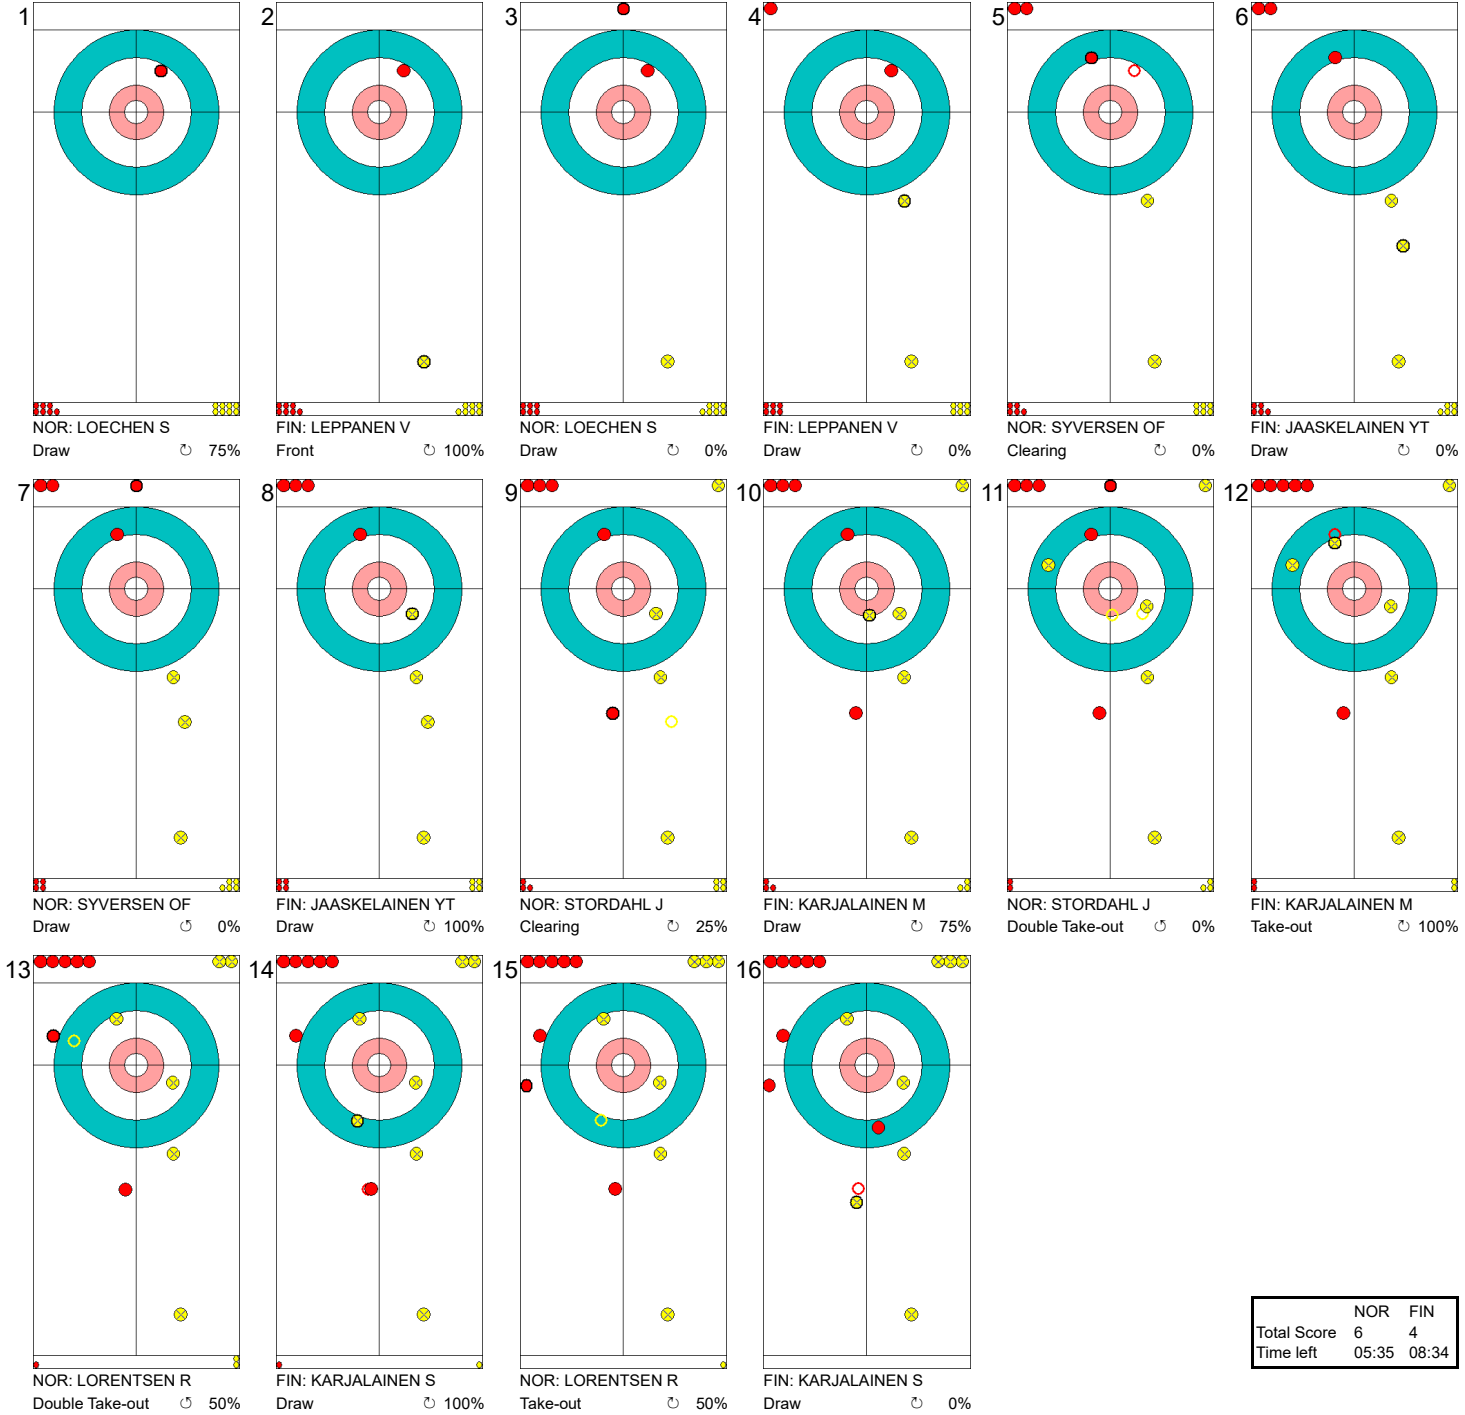 1
2
3
4
5
6
NOR: LOECHEN S
Draw ↻ 75%
FIN: LEPPANEN V
Front ↻ 100%
NOR: LOECHEN S
Draw ↻ 0%
FIN: LEPPANEN V
Draw ↻ 0%
NOR: SYVERSEN OF
Clearing ↻ 0%
FIN: JAASKELAINEN YT
Draw ↻ 0%
7
8
9
10
11
12
NOR: SYVERSEN OF
Draw ↺ 0%
FIN: JAASKELAINEN YT
Draw ↻ 100%
NOR: STORDAHL J
Clearing ↻ 25%
FIN: KARJALAINEN M
Draw ↻ 75%
NOR: STORDAHL J
Double Take-out ↺ 0%
FIN: KARJALAINEN M
Take-out ↻ 100%
13
14
15
16
NOR: LORENTSEN R
Double Take-out ↺ 50%
FIN: KARJALAINEN S
Draw ↻ 100%
NOR: LORENTSEN R
Take-out ↻ 50%
FIN: KARJALAINEN S
Draw ↻ 0%
NOR FIN
Total Score 6 4
Time left 05:35 08:34